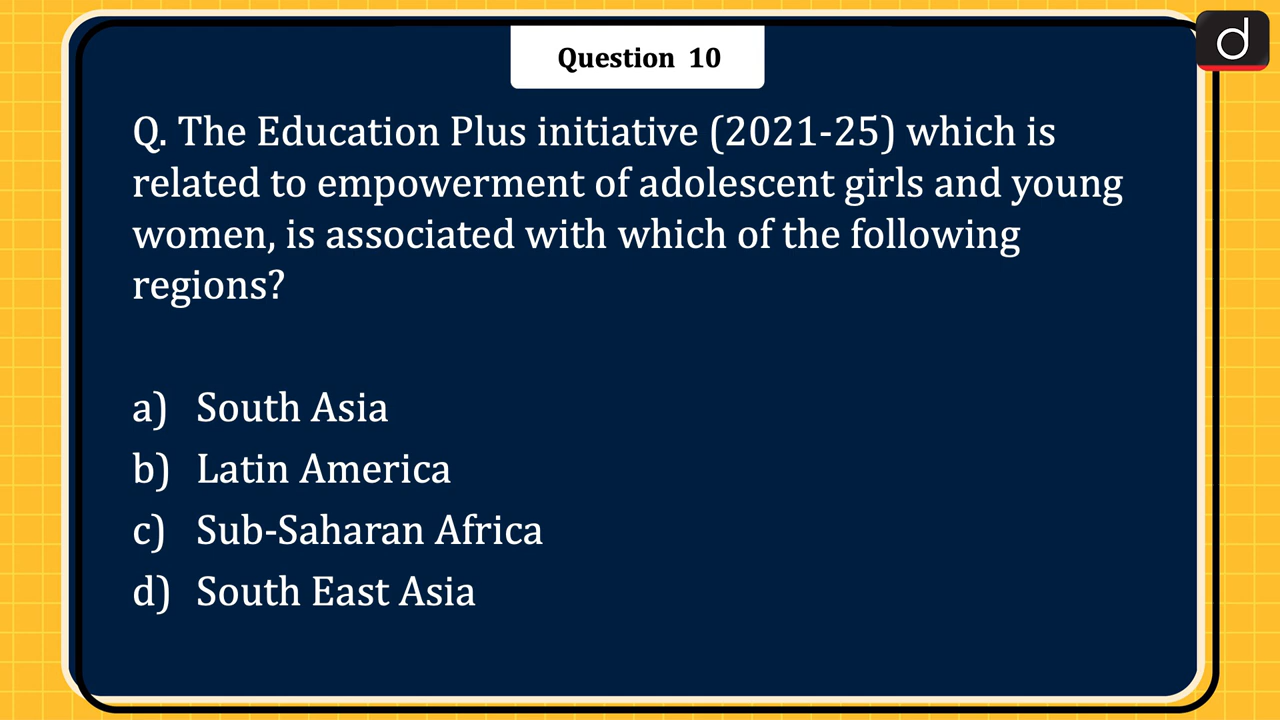 d
Question 10
Q. The Education Plus initiative (2021-25) which is
related to empowerment of adolescent girls and young
women, is associated with which of the following
regions?
a) South Asia
b) Latin America
c) Sub-Saharan Africa
d) South East Asia